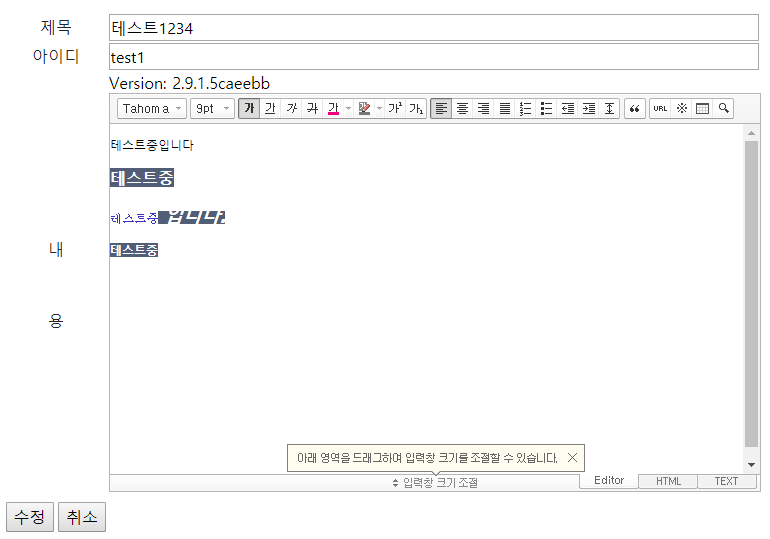 제목 테스트1234
아이디 test1
Version: 2.9.1.5caeebb
Tahoma 9pt 가 가 가 가 가 가 가¹ 가₁ “ URL ※
테스트중입니다
테스트중
테스트중 입니다
내 테스트중
용
아래 영역을 드래그하여 입력창 크기를 조절할 수 있습니다.
입력창 크기 조절 Editor HTML TEXT
수정 취소